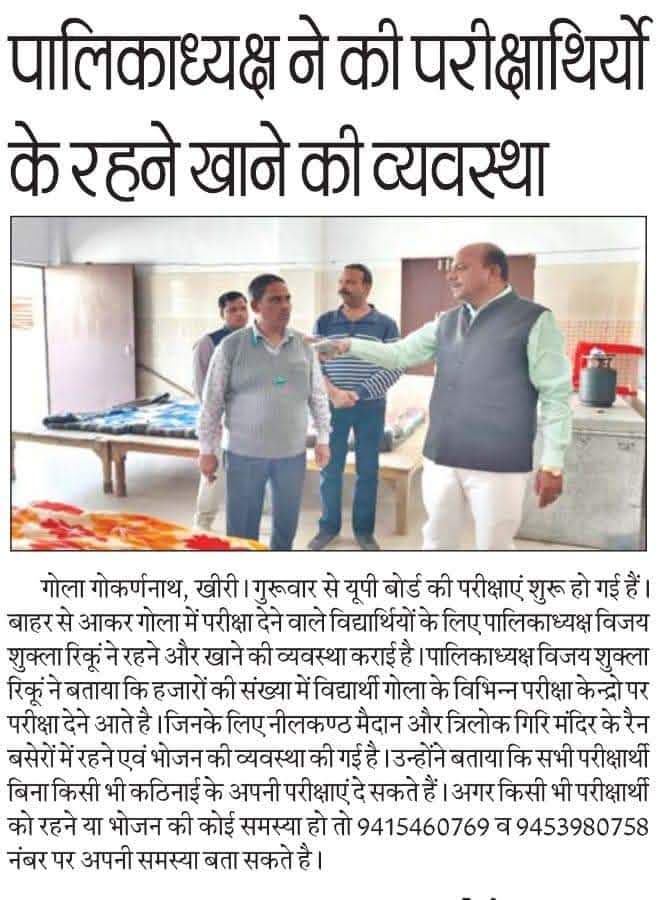 पालिकाध्यक्ष ने की परीक्षाथिर्यो
के रहने खाने की व्यवस्था
गोला गोकर्णनाथ, खीरी। गुरूवार से यूपी बोर्ड की परीक्षाएं शुरू हो गई हैं।
बाहर से आकर गोला में परीक्षा देने वाले विद्यार्थियों के लिए पालिकाध्यक्ष विजय
शुक्ला रिकूं ने रहने और खाने की व्यवस्था कराई है। पालिकाध्यक्ष विजय शुक्ला
रिकूं ने बताया कि हजारों की संख्या में विद्यार्थी गोला के विभिन्न परीक्षा केन्द्रो पर
परीक्षा देने आते है। जिनके लिए नीलकण्ठ मैदान और त्रिलोक गिरि मंदिर के रैन
बसेरों में रहने एवं भोजन की व्यवस्था की गई है। उन्होंने बताया कि सभी परीक्षार्थी
बिना किसी भी कठिनाई के अपनी परीक्षाएं दे सकते हैं। अगर किसी भी परीक्षार्थी
को रहने या भोजन की कोई समस्या हो तो 9415460769 व 9453980758
नंबर पर अपनी समस्या बता सकते है।